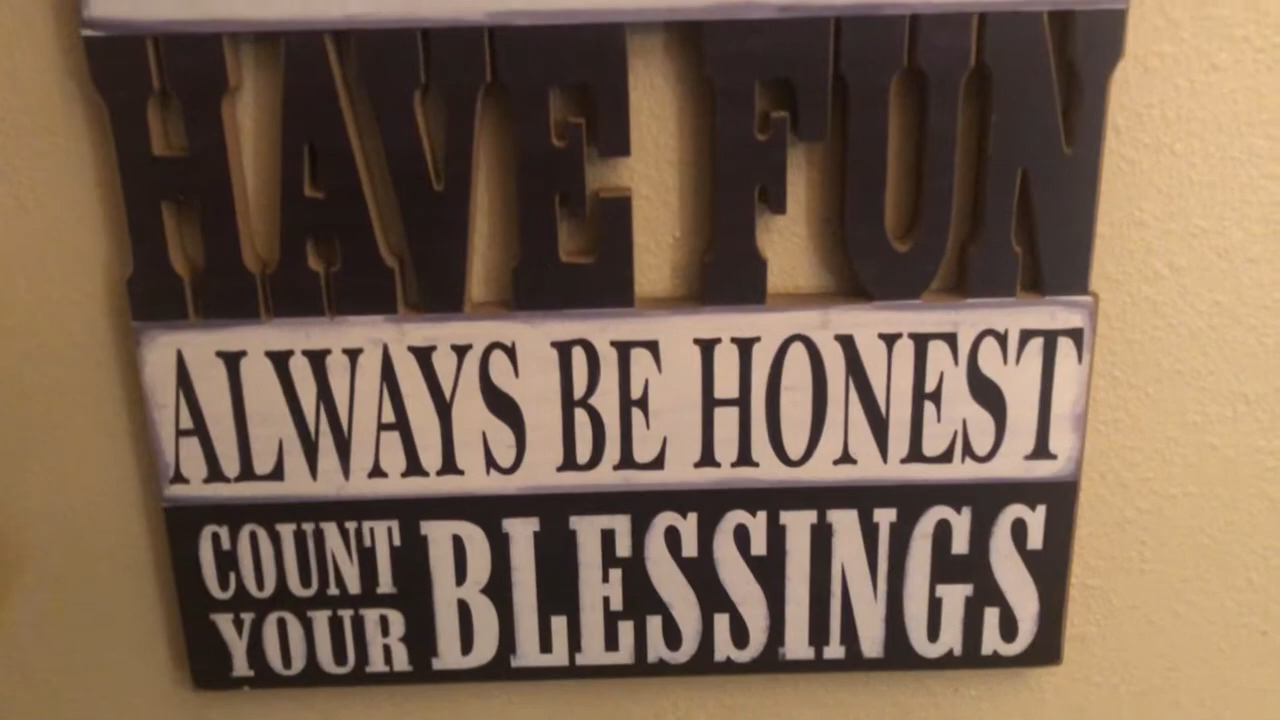 HAVE FUN
ALWAYS BE HONEST
COUNT
YOUR
BLESSINGS